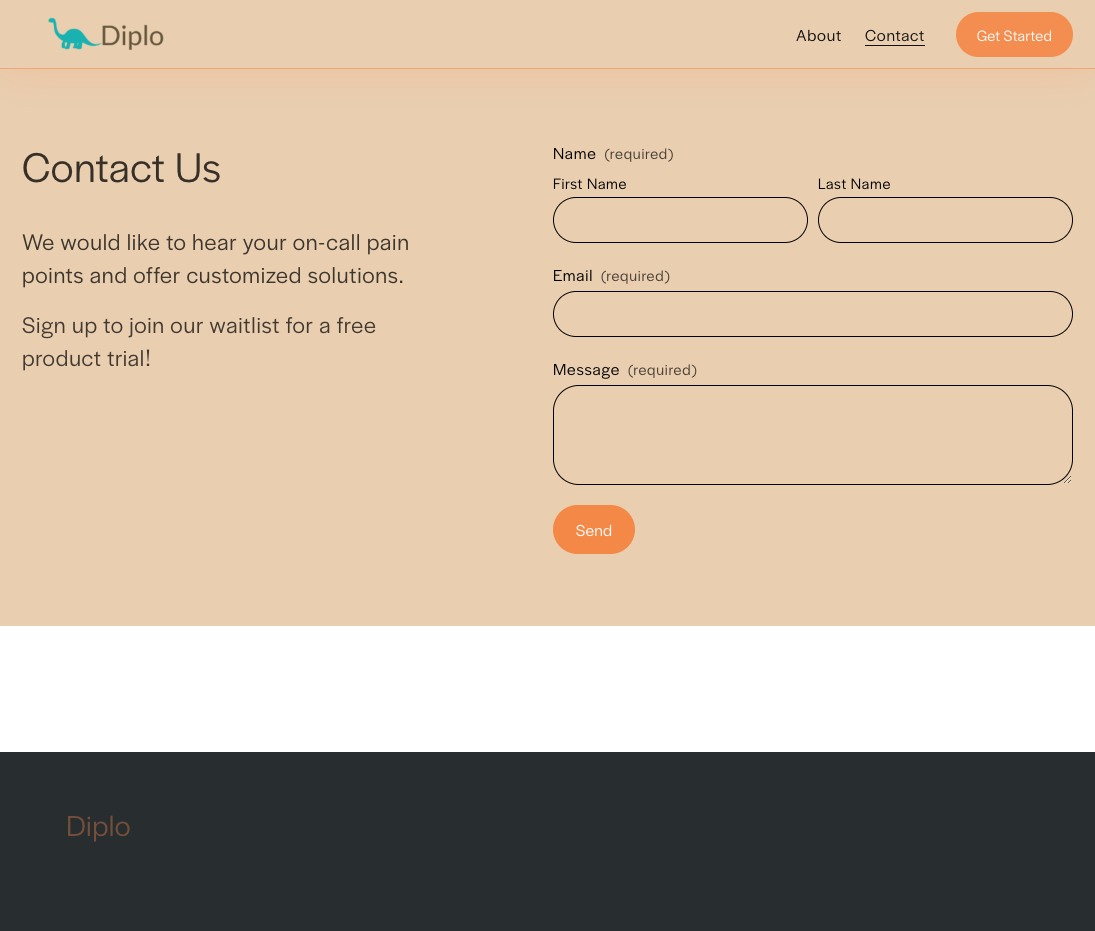 Diplo
About
Contact
Get Started
Contact Us
We would like to hear your on-call pain
points and offer customized solutions.
Sign up to join our waitlist for a free
product trial!
Name (required)
First Name
Last Name
Email (required)
Message (required)
Send
Diplo